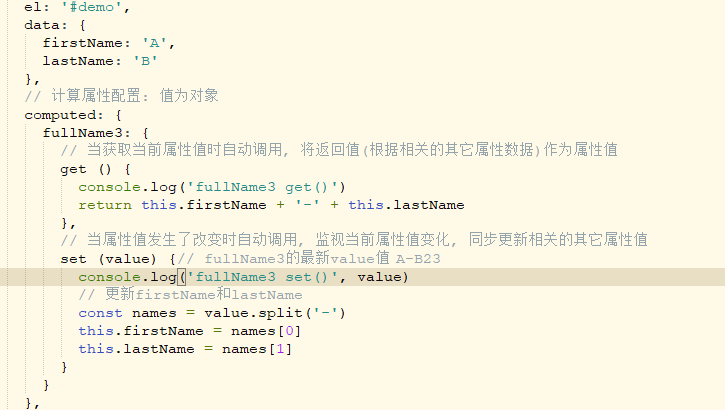 el: '#demo',
data: {
firstName: 'A',
lastName: 'B'
},
// 计算属性配置: 值为对象
computed: {
fullName3: {
// 当获取当前属性值时自动调用, 将返回值(根据相关的其它属性数据)作为属性值
get () {
console.log('fullName3 get()')
return this.firstName + '-' + this.lastName
},
// 当属性值发生了改变时自动调用, 监视当前属性值变化, 同步更新相关的其它属性值
set (value) {// fullName3的最新value值 A-B23
console.log('fullName3 set()', value)
// 更新firstName和lastName
const names = value.split('-')
this.firstName = names[0]
this.lastName = names[1]
}
}
},